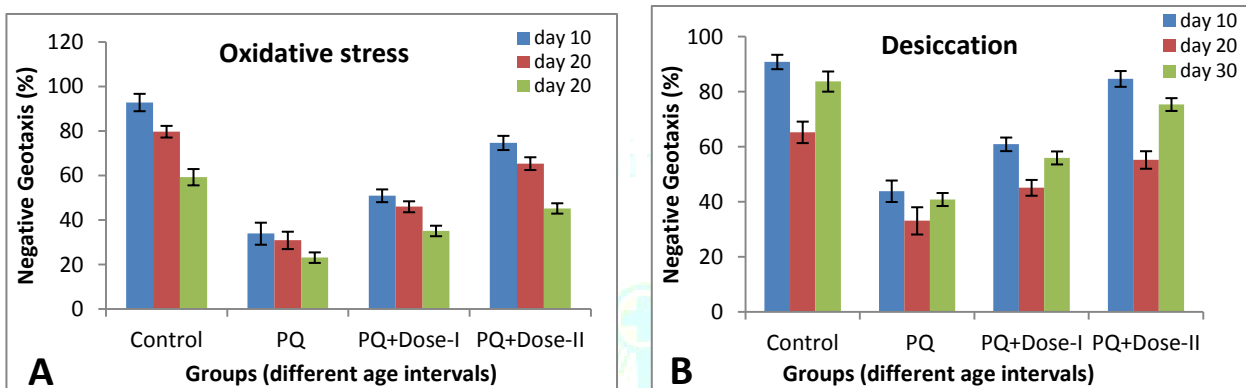 Oxidative stress
day 10
day 20
day 20
Negative Geotaxis (%)
120
100
80
60
40
20
0
Control PQ PQ+Dose-I PQ+Dose-II
Groups (different age intervals)
A
Desiccation
day 10
day 20
day 30
Negative Geotaxis (%)
100
80
60
40
20
0
Control PQ PQ+Dose-I PQ+Dose-II
Groups (different age intervals)
B